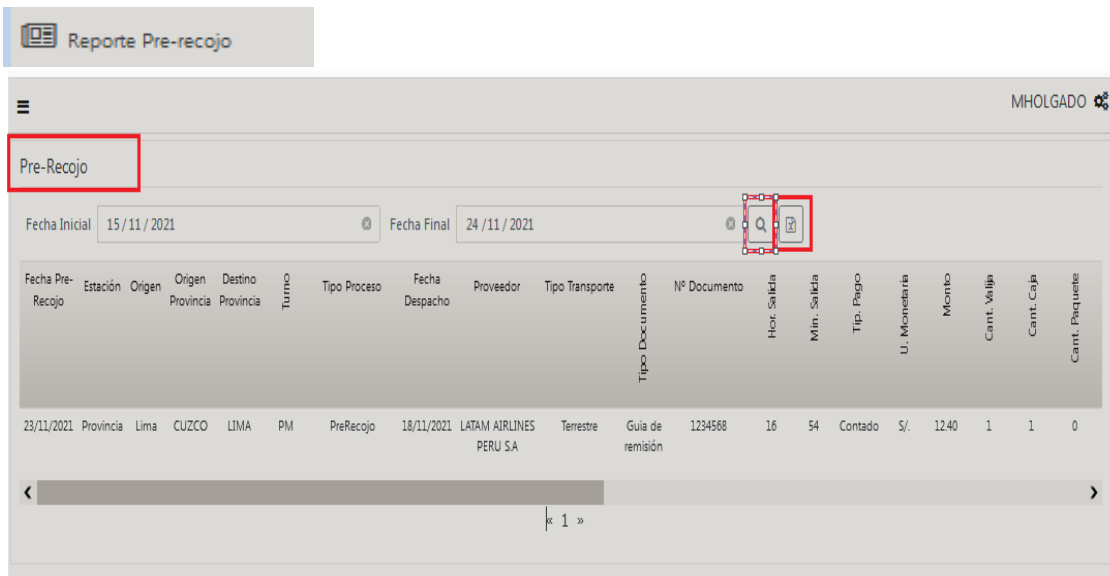 Reporte Pre-recojo
MHOLGADO
Pre-Recojo
Fecha Inicial 15 / 11 / 2021 Fecha Final 24 / 11 / 2021
Fecha Pre-Recojo Estación Origen Origen Provincia Destino Provincia Turno Tipo Proceso Fecha Despacho Proveedor Tipo Transporte Tipo Documento Nº Documento Hor. Salida Min. Salida Tip. Pago U. Monetaria Monto Cant. Valija Cant. Caja Cant. Paquete
23/11/2021 Provincia Lima CUZCO LIMA PM PreRecojo 18/11/2021 LATAM AIRLINES PERU S.A Terrestre Guia de remisión 1234568 16 54 Contado S/. 12.40 1 1 0
« 1 »